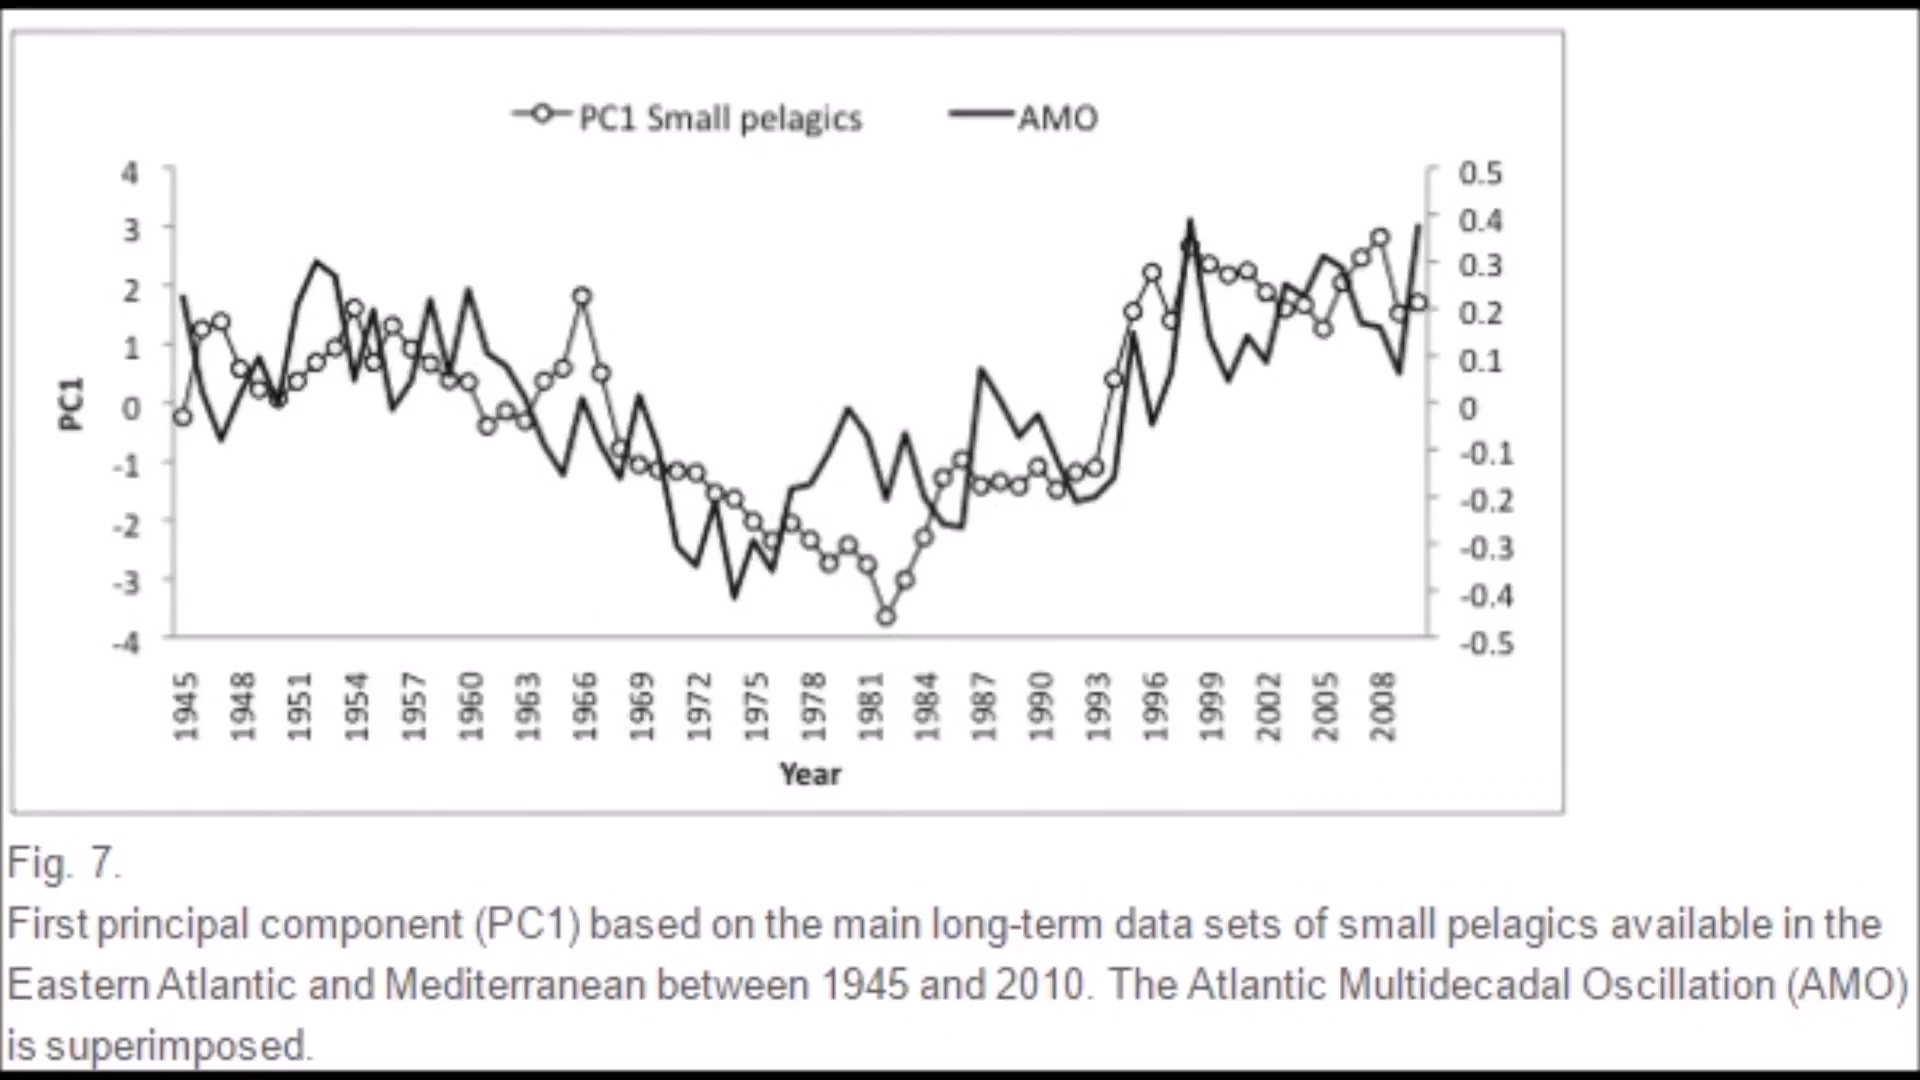 PC1 Small pelagics AMO
4 0.5
3 0.4
2 0.3
1 0.2
0 0.1
-1 0
-2 -0.1
-3 -0.2
-4 -0.3
-0.4
-0.5
PC1
1945 1948 1951 1954 1957 1960 1963 1966 1969 1972 1975 1978 1981 1984 1987 1990 1993 1996 1999 2002 2005 2008
Year
Fig. 7.
First principal component (PC1) based on the main long-term data sets of small pelagics available in the
Eastern Atlantic and Mediterranean between 1945 and 2010. The Atlantic Multidecadal Oscillation (AMO)
is superimposed.